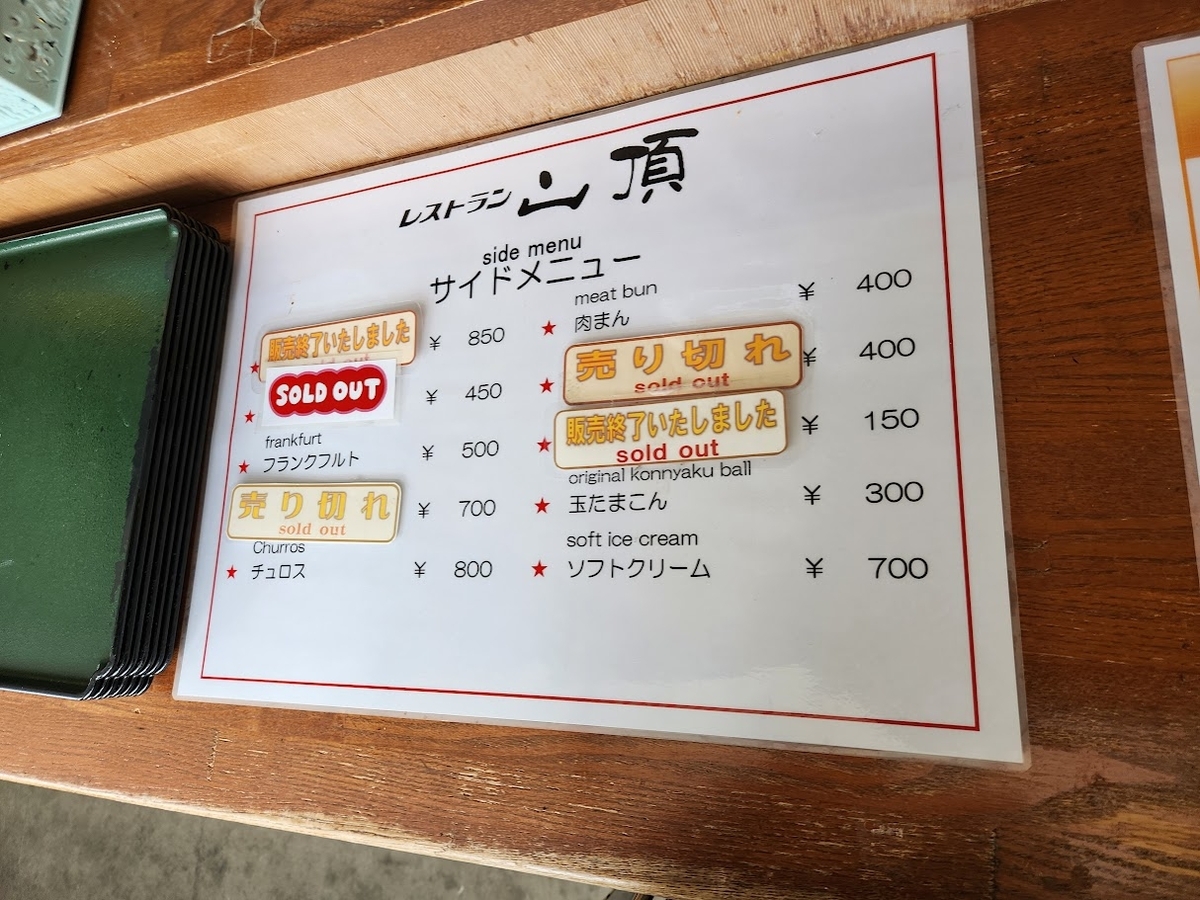 レストラン 山頂
side menu
サイドメニュー
販売終了いたしました
¥ 850
SOLD OUT
¥ 450
frankfurt
★ フランクフルト ¥ 500
売り切れ
sold out
¥ 700
Churros
★ チュロス ¥ 800
meat bun
★ 肉まん ¥ 400
売り切れ
sold out
★ ¥ 400
販売終了いたしました
sold out
★ ¥ 150
original konnyaku ball
★ 玉たまこん ¥ 300
soft ice cream
★ ソフトクリーム ¥ 700